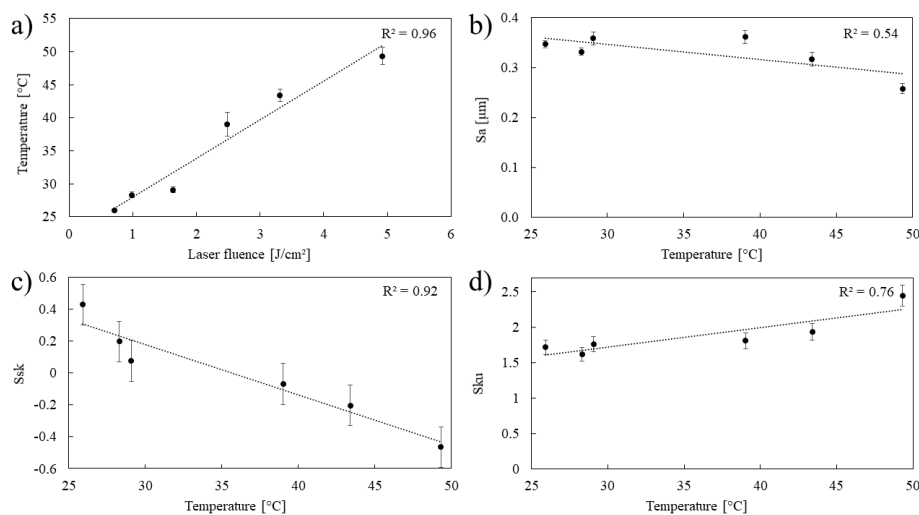 a)
R² = 0.96
Temperature [°C]
55
50
45
40
35
30
25
0 1 2 3 4 5 6
Laser fluence [J/cm²]
b)
R² = 0.54
Sa [μm]
0.4
0.3
0.2
0.1
0.0
25 30 35 40 45 50
Temperature [°C]
c)
R² = 0.92
Ssk
0.6
0.4
0.2
0
-0.2
-0.4
-0.6
25 30 35 40 45 50
Temperature [°C]
d)
R² = 0.76
Sku
2.5
2
1.5
1
0.5
0
25 30 35 40 45 50
Temperature [°C]